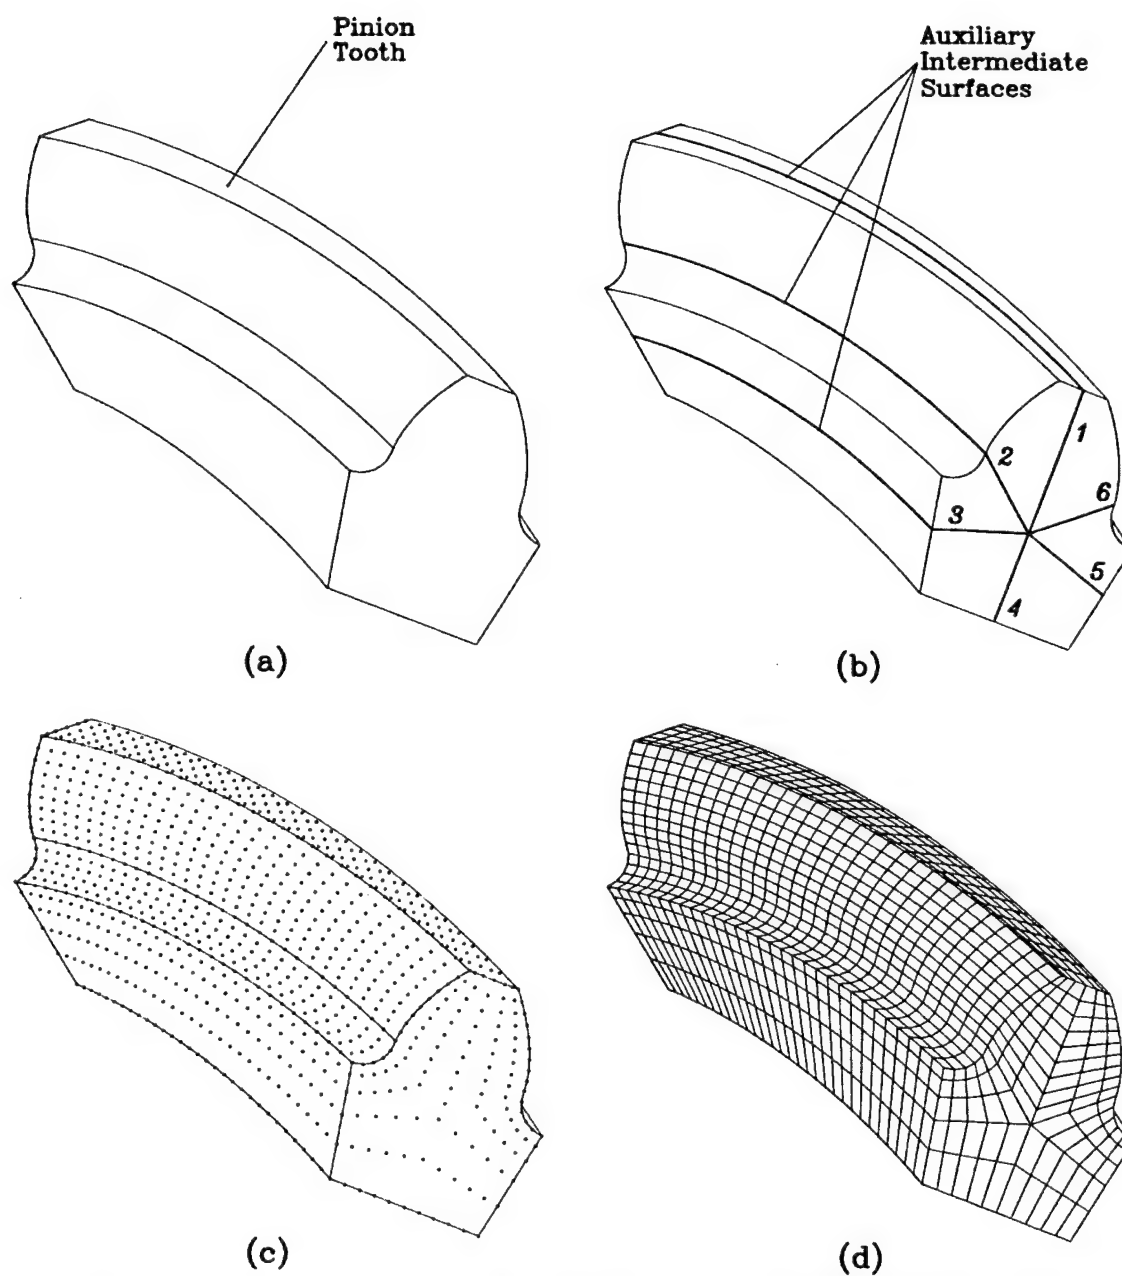 Pinion
Tooth
Auxiliary
Intermediate
Surfaces
1
2
6
3
5
4
(a)
(b)
(c)
(d)